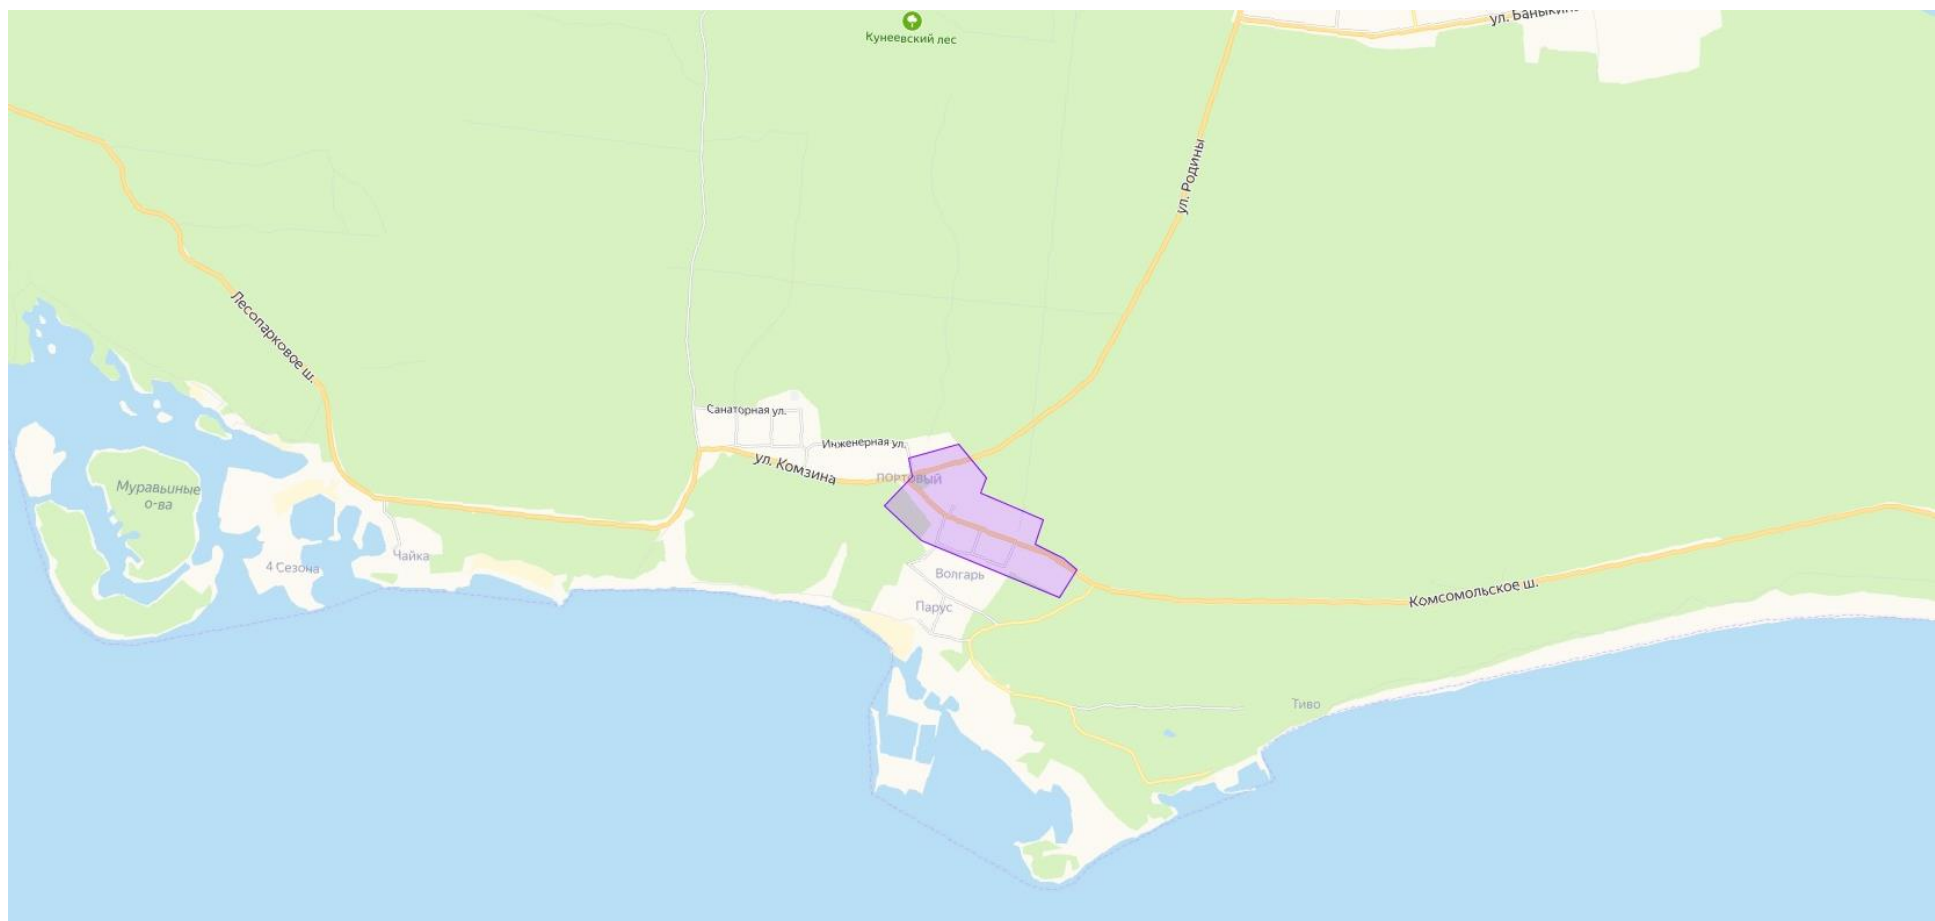 ул. Баныкина
Кунеевский лес
ул. Родины
Лесопарковое ш.
Санаторная ул.
Инженерная ул.
ул. Комзина
ПОРТОВЫЙ
Муравьиные
о-ва
4 Сезона
Чайка
Волгарь
Парус
Комсомольское ш.
Тиво